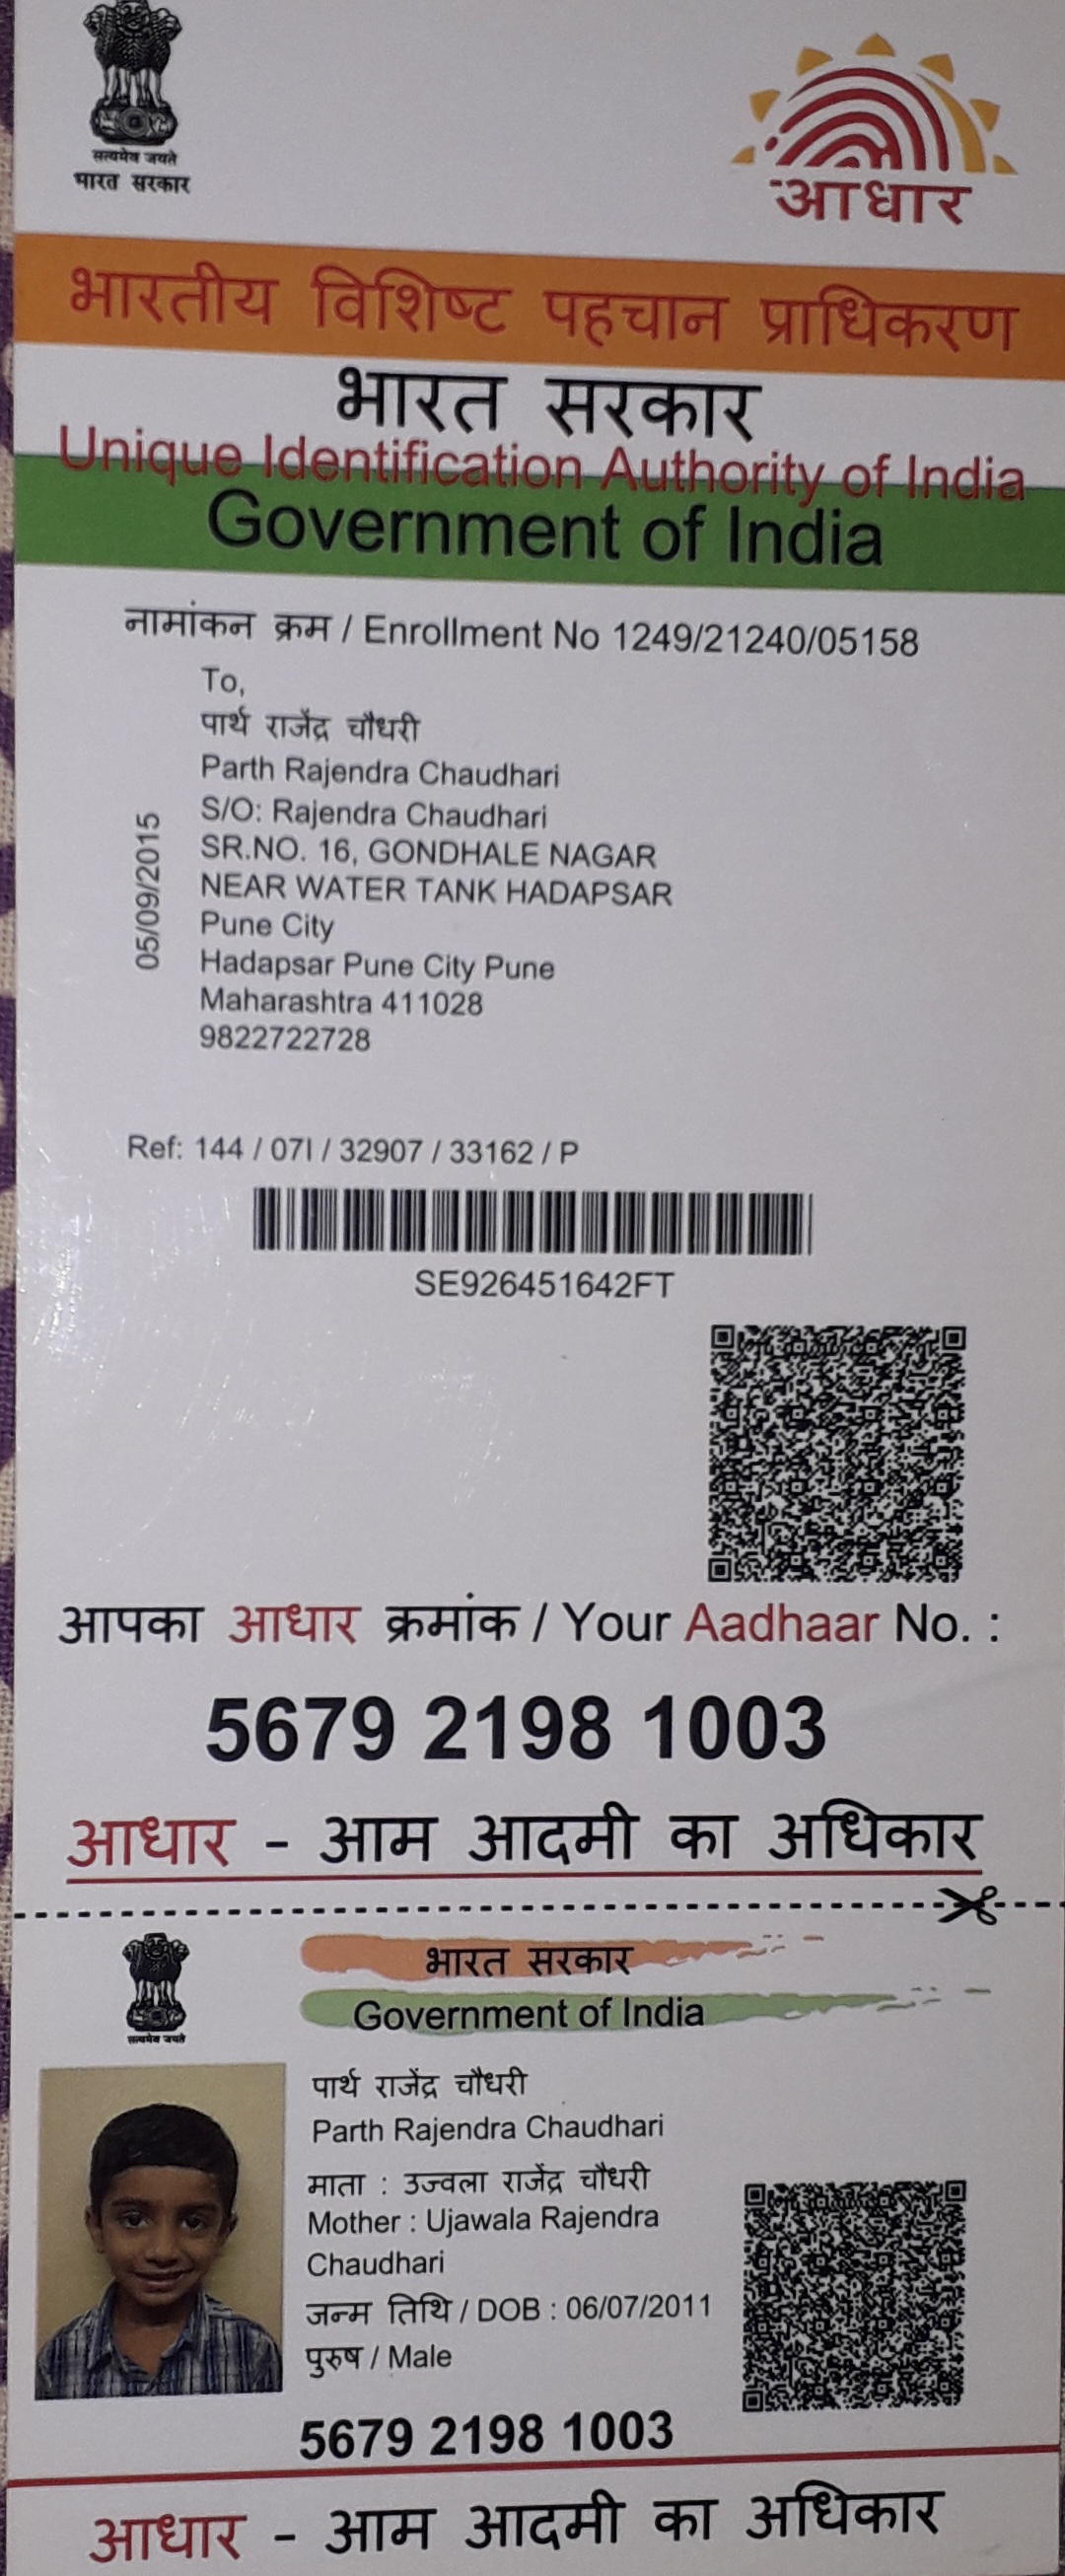 सत्यमेव जयते
भारत सरकार
आधार
भारतीय विशिष्ट पहचान प्राधिकरण
भारत सरकार
Unique Identification Authority of India
Government of India
नामांकन क्रम / Enrollment No 1249/21240/05158
To,
पार्थ राजेंद्र चौधरी
Parth Rajendra Chaudhari
S/O: Rajendra Chaudhari
SR.NO. 16, GONDHALE NAGAR
NEAR WATER TANK HADAPSAR
Pune City
Hadapsar Pune City Pune
Maharashtra 411028
9822722728
05/09/2015
Ref: 144 / 07I / 32907 / 33162 / P
SE926451642FT
आपका आधार क्रमांक / Your Aadhaar No. :
5679 2198 1003
आधार - आम आदमी का अधिकार
भारत सरकार
Government of India
सत्यमेव जयते
पार्थ राजेंद्र चौधरी
Parth Rajendra Chaudhari
माता : उज्वला राजेंद्र चौधरी
Mother : Ujawala Rajendra
Chaudhari
जन्म तिथि / DOB : 06/07/2011
पुरुष / Male
5679 2198 1003
आधार - आम आदमी का अधिकार